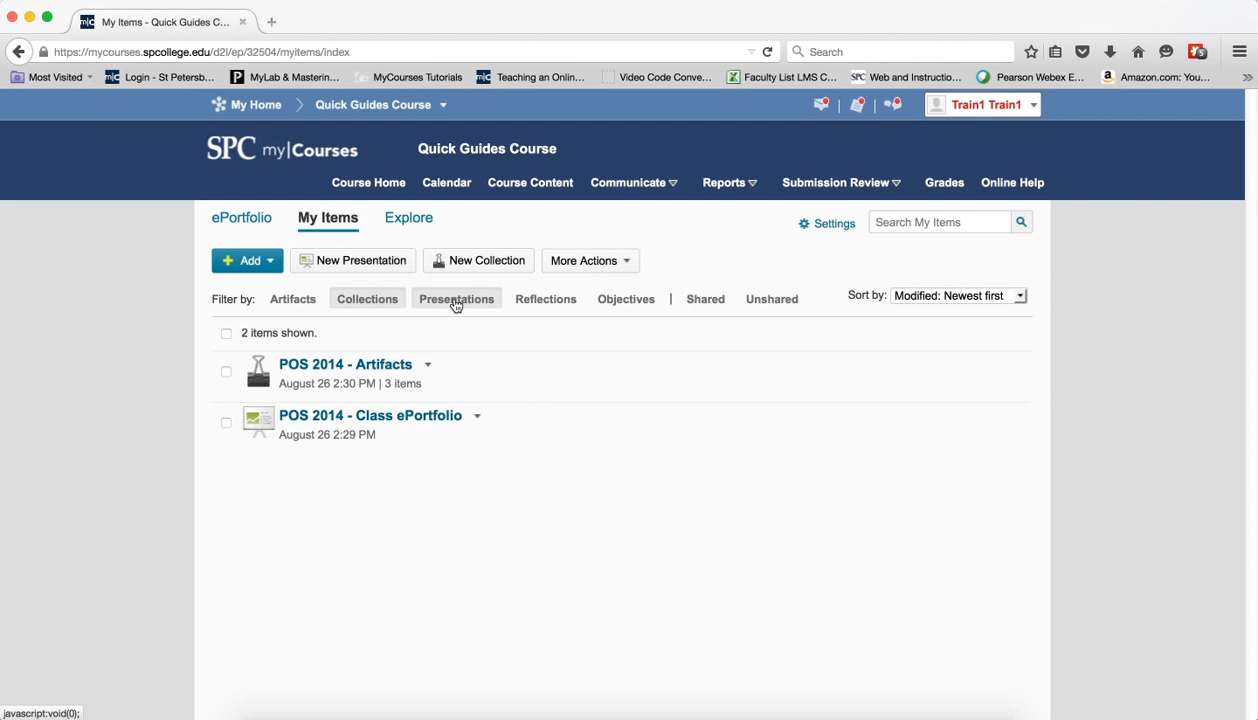 My Items - Quick Guides C...
https://mycourses.spcollege.edu/d2l/ep/32504/myitems/index
Search
Most Visited
Login - St Petersb...
MyLab & Masterin...
MyCourses Tutorials
Teaching an Onlin...
Video Code Conve...
Faculty List LMS C...
Web and Instructio...
Pearson Webex E...
Amazon.com: You...
My Home
Quick Guides Course
Train1 Train1
SPC my|Courses
Quick Guides Course
Course Home
Calendar
Course Content
Communicate
Reports
Submission Review
Grades
Online Help
ePortfolio
My Items
Explore
Settings
Search My Items
Add
New Presentation
New Collection
More Actions
Filter by:
Artifacts
Collections
Presentations
Reflections
Objectives
|
Shared
Unshared
Sort by:
Modified: Newest first
2 items shown.
POS 2014 - Artifacts
August 26 2:30 PM | 3 items
POS 2014 - Class ePortfolio
August 26 2:29 PM
javascript:void(0);